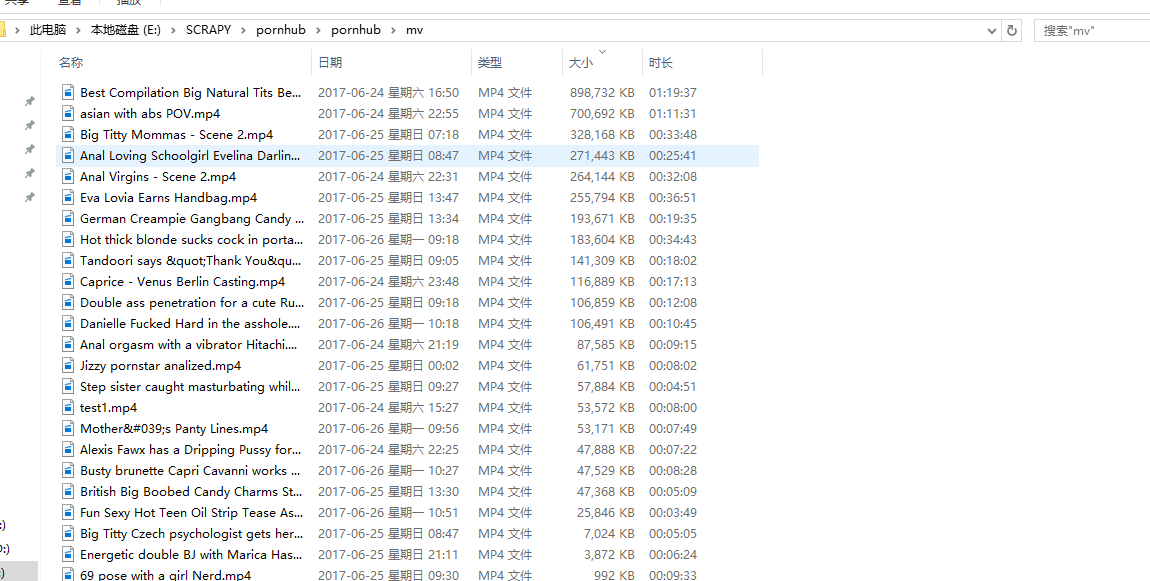 共享 查看 播放
此电脑 › 本地磁盘 (E:) › SCRAPY › pornhub › pornhub › mv 搜索"mv"
名称 日期 类型 大小 时长
Best Compilation Big Natural Tits Be... 2017-06-24 星期六 16:50 MP4 文件 898,732 KB 01:19:37
asian with abs POV.mp4 2017-06-24 星期六 22:55 MP4 文件 700,692 KB 01:11:31
Big Titty Mommas - Scene 2.mp4 2017-06-25 星期日 07:18 MP4 文件 328,168 KB 00:33:48
Anal Loving Schoolgirl Evelina Darlin... 2017-06-25 星期日 08:47 MP4 文件 271,443 KB 00:25:41
Anal Virgins - Scene 2.mp4 2017-06-24 星期六 22:31 MP4 文件 264,144 KB 00:32:08
Eva Lovia Earns Handbag.mp4 2017-06-25 星期日 13:47 MP4 文件 255,794 KB 00:36:51
German Creampie Gangbang Candy ... 2017-06-25 星期日 13:34 MP4 文件 193,671 KB 00:19:35
Hot thick blonde sucks cock in porta... 2017-06-26 星期一 09:18 MP4 文件 183,604 KB 00:34:43
Tandoori says &quot;Thank You&qu... 2017-06-25 星期日 09:05 MP4 文件 141,309 KB 00:18:02
Caprice - Venus Berlin Casting.mp4 2017-06-24 星期六 23:48 MP4 文件 116,889 KB 00:17:13
Double ass penetration for a cute Ru... 2017-06-25 星期日 09:18 MP4 文件 106,859 KB 00:12:08
Danielle Fucked Hard in the asshole.... 2017-06-26 星期一 10:18 MP4 文件 106,491 KB 00:10:45
Anal orgasm with a vibrator Hitachi.... 2017-06-24 星期六 21:19 MP4 文件 87,585 KB 00:09:15
Jizzy pornstar analized.mp4 2017-06-25 星期日 00:02 MP4 文件 61,751 KB 00:08:02
Step sister caught masturbating whil... 2017-06-25 星期日 09:27 MP4 文件 57,884 KB 00:04:51
test1.mp4 2017-06-24 星期六 15:27 MP4 文件 53,572 KB 00:08:00
Mother&#039;s Panty Lines.mp4 2017-06-26 星期一 09:56 MP4 文件 53,171 KB 00:07:49
Alexis Fawx has a Dripping Pussy for... 2017-06-24 星期六 22:25 MP4 文件 47,888 KB 00:07:22
Busty brunette Capri Cavanni works ... 2017-06-26 星期一 10:27 MP4 文件 47,529 KB 00:08:28
British Big Boobed Candy Charms St... 2017-06-25 星期日 13:30 MP4 文件 47,368 KB 00:05:09
Fun Sexy Hot Teen Oil Strip Tease As... 2017-06-26 星期一 10:51 MP4 文件 25,846 KB 00:03:49
:)
Big Titty Czech psychologist gets her... 2017-06-25 星期日 08:47 MP4 文件 7,024 KB 00:05:05
:)
Energetic double BJ with Marica Has... 2017-06-25 星期日 21:11 MP4 文件 3,872 KB 00:06:24
:)
69 pose with a girl Nerd.mp4 2017-06-25 星期日 09:30 MP4 文件 992 KB 00:09:33